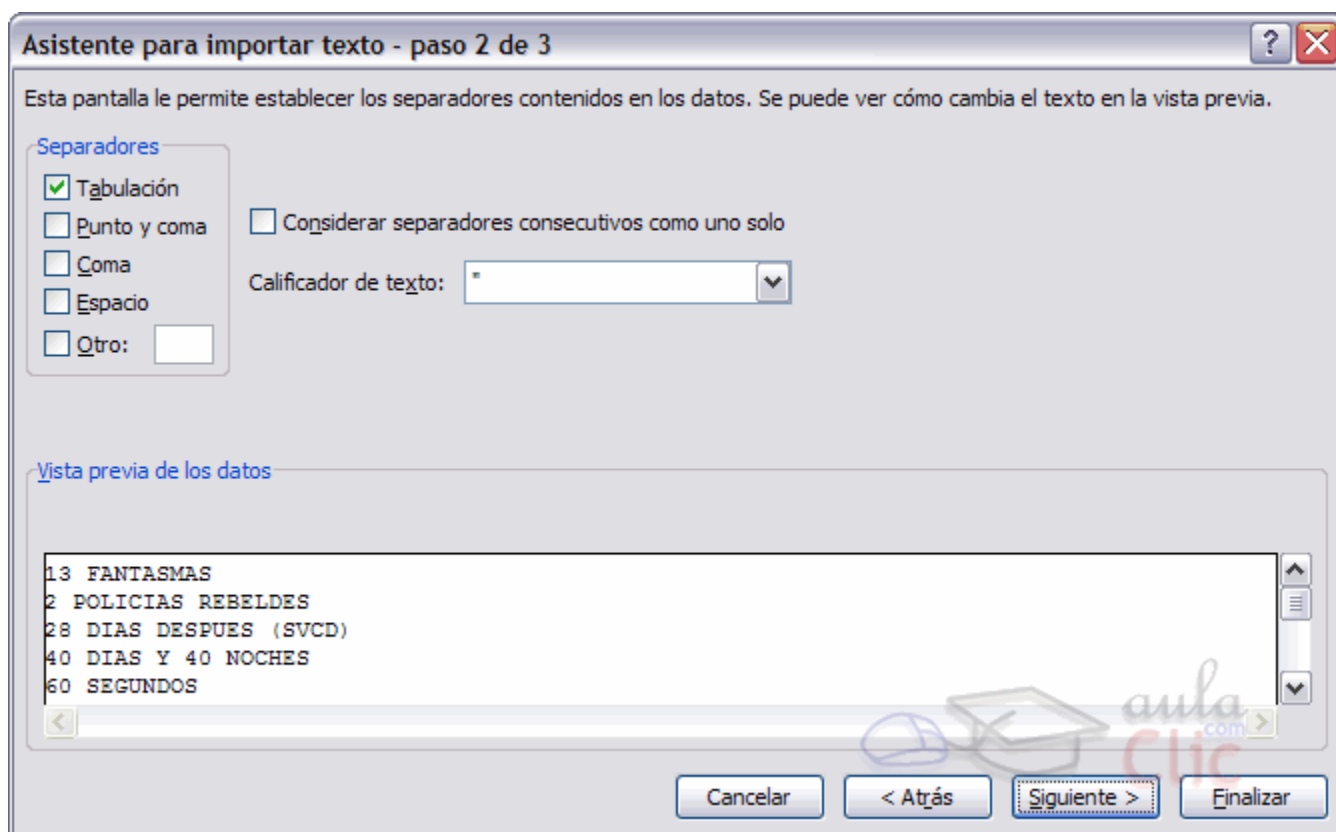 Asistente para importar texto - paso 2 de 3
Esta pantalla le permite establecer los separadores contenidos en los datos. Se puede ver cómo cambia el texto en la vista previa.
Separadores
Tabulación
Punto y coma
Coma
Espacio
Otro:
Considerar separadores consecutivos como uno solo
Calificador de texto: "
Vista previa de los datos
13 FANTASMAS
2 POLICIAS REBELDES
28 DIAS DESPUES (SVCD)
40 DIAS Y 40 NOCHES
60 SEGUNDOS
aula
.com
Clic
Cancelar
< Atrás
Siguiente >
Finalizar